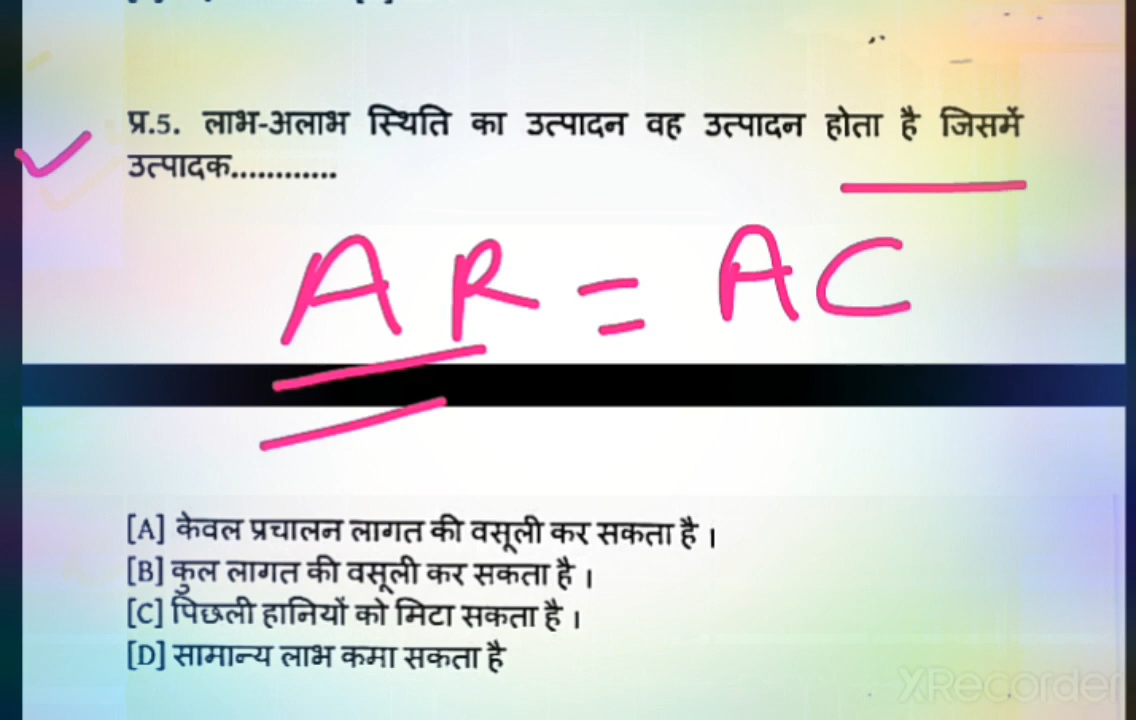 प्र.5. लाभ-अलाभ स्थिति का उत्पादन वह उत्पादन होता है जिसमें
उत्पादक............
AR = AC
[A] केवल प्रचालन लागत की वसूली कर सकता है ।
[B] कुल लागत की वसूली कर सकता है ।
[C] पिछली हानियों को मिटा सकता है ।
[D] सामान्य लाभ कमा सकता है
XRecorder